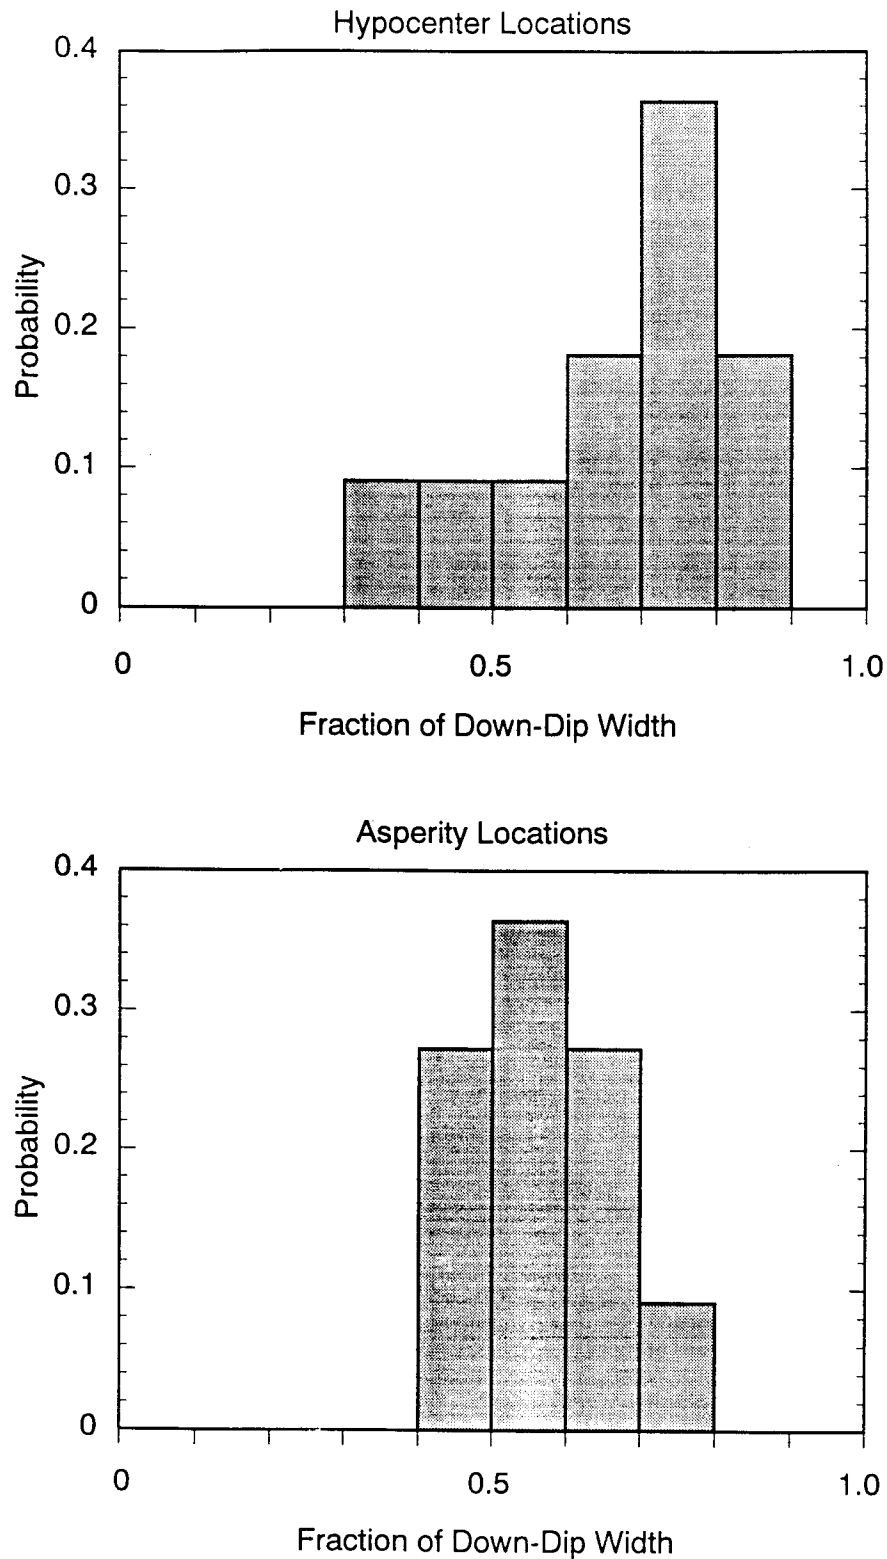 Hypocenter Locations
0.4
0.3
0.2
0.1
0
Probability
0
0.5
1.0
Fraction of Down-Dip Width
Asperity Locations
0.4
0.3
0.2
0.1
0
Probability
0
0.5
1.0
Fraction of Down-Dip Width